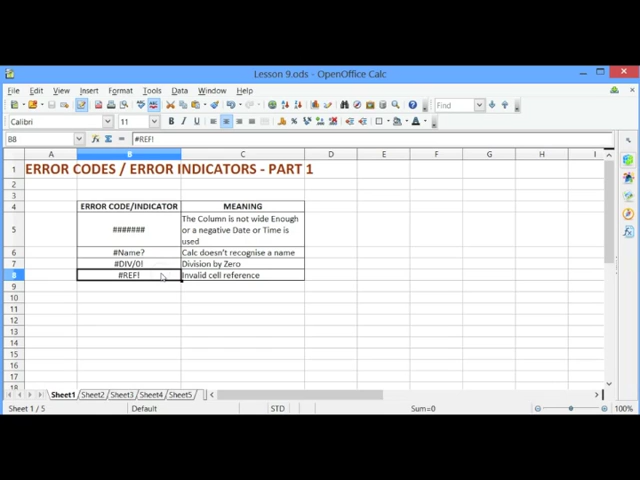 Lesson 9.ods - OpenOffice Calc
File Edit View Insert Format Tools Data Window Help
Find
Calibri 11 B I U
B8 #REF!
A B C D E F G H I
1 ERROR CODES / ERROR INDICATORS - PART 1
2
3
4 ERROR CODE/INDICATOR MEANING
The Column is not wide Enough
5 ####### or a negative Date or Time is
used
6 #Name? Calc doesn't recognise a name
7 #DIV/0! Division by Zero
8 #REF! Invalid cell reference
9
10
11
12
13
14
15
16
17
18
Sheet1 Sheet2 Sheet3 Sheet4 Sheet5
Sheet 1 / 5 Default STD Sum=0 100%